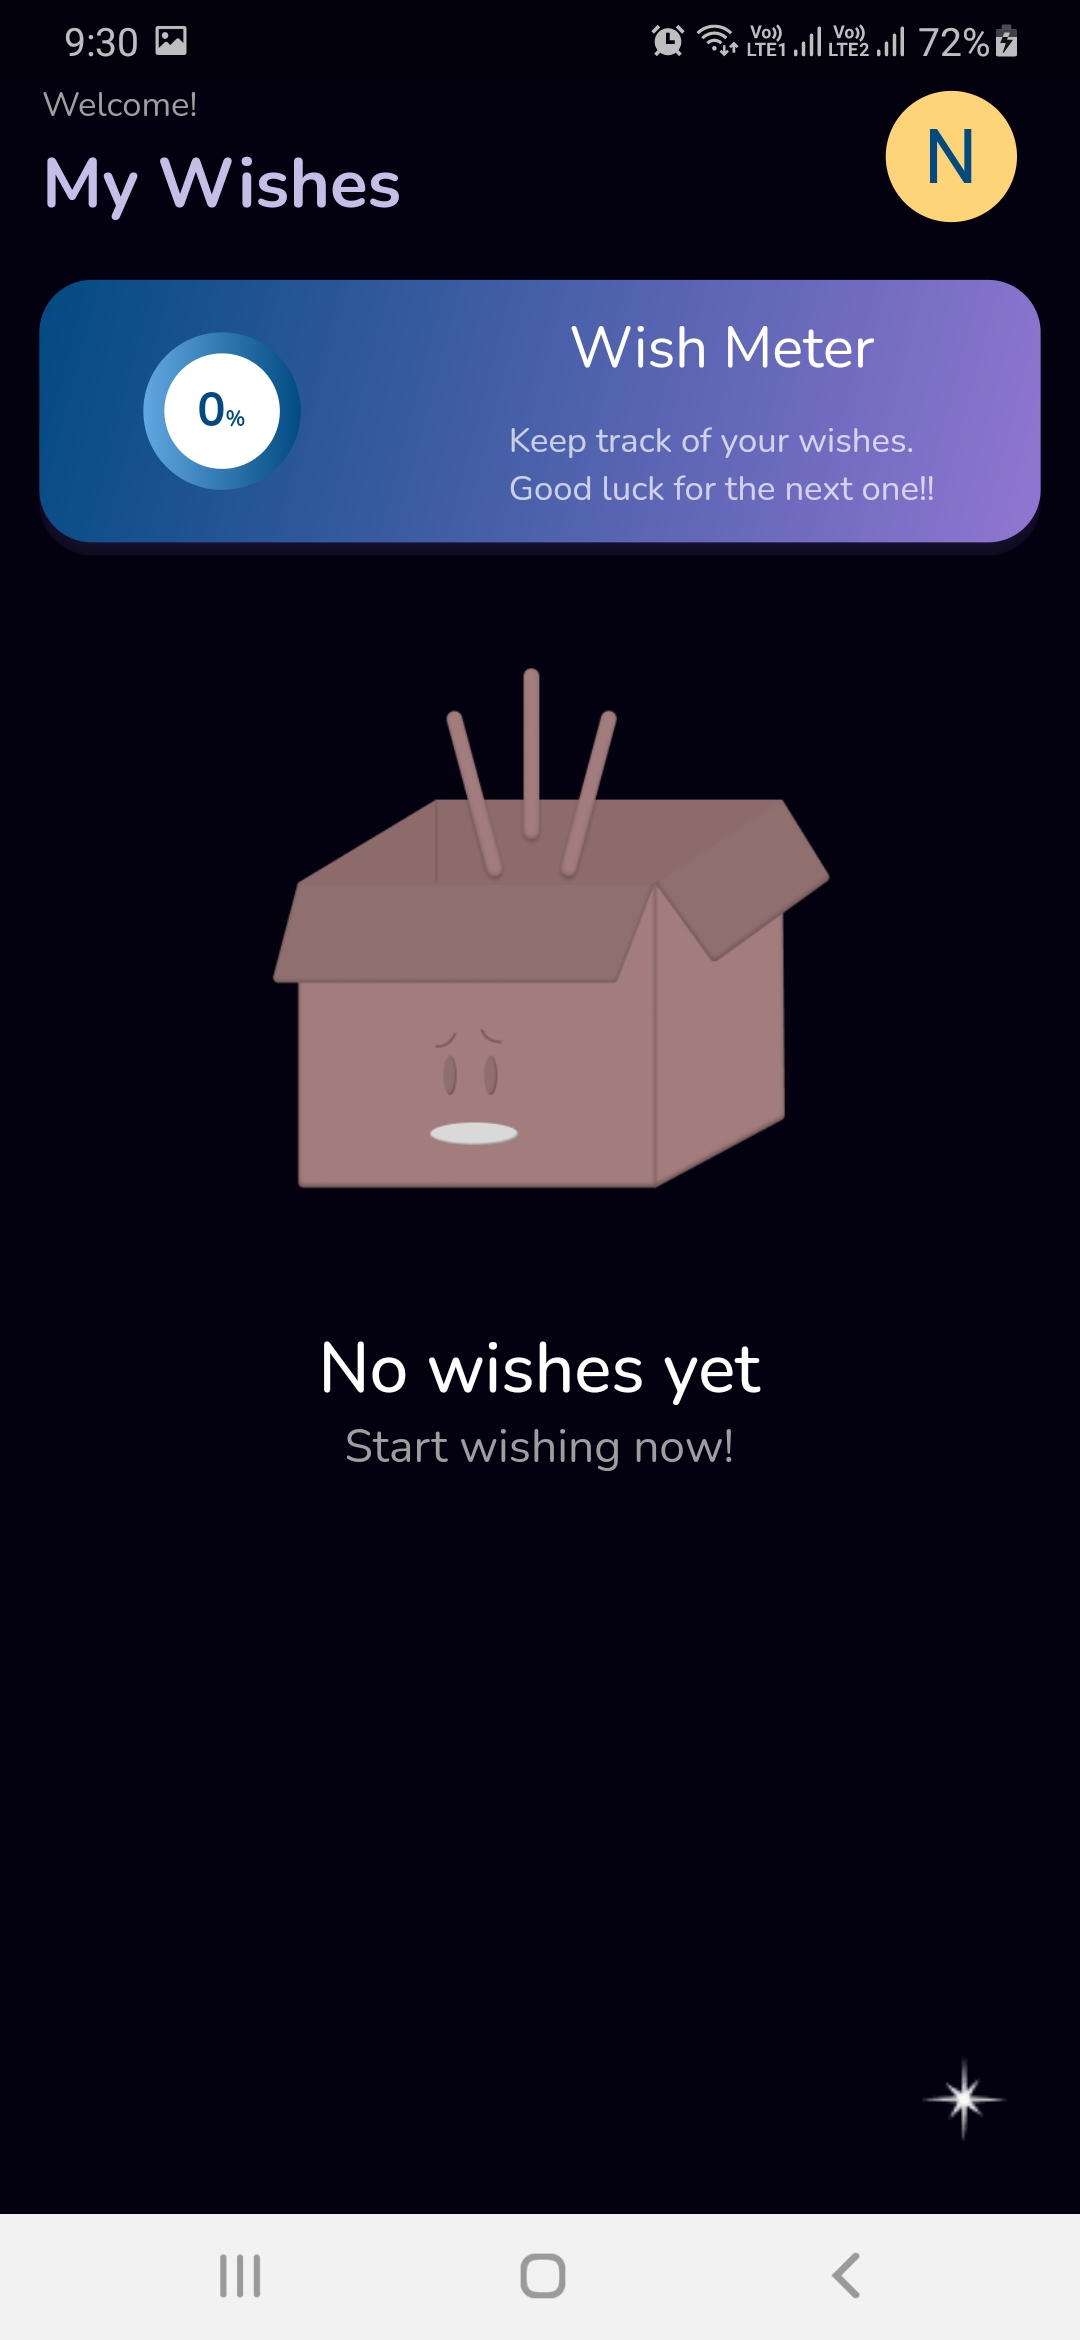 9:30
Vo)) LTE1 Vo)) LTE2 72%
Welcome!
My Wishes
N
Wish Meter
0%
Keep track of your wishes.
Good luck for the next one!!
No wishes yet
Start wishing now!